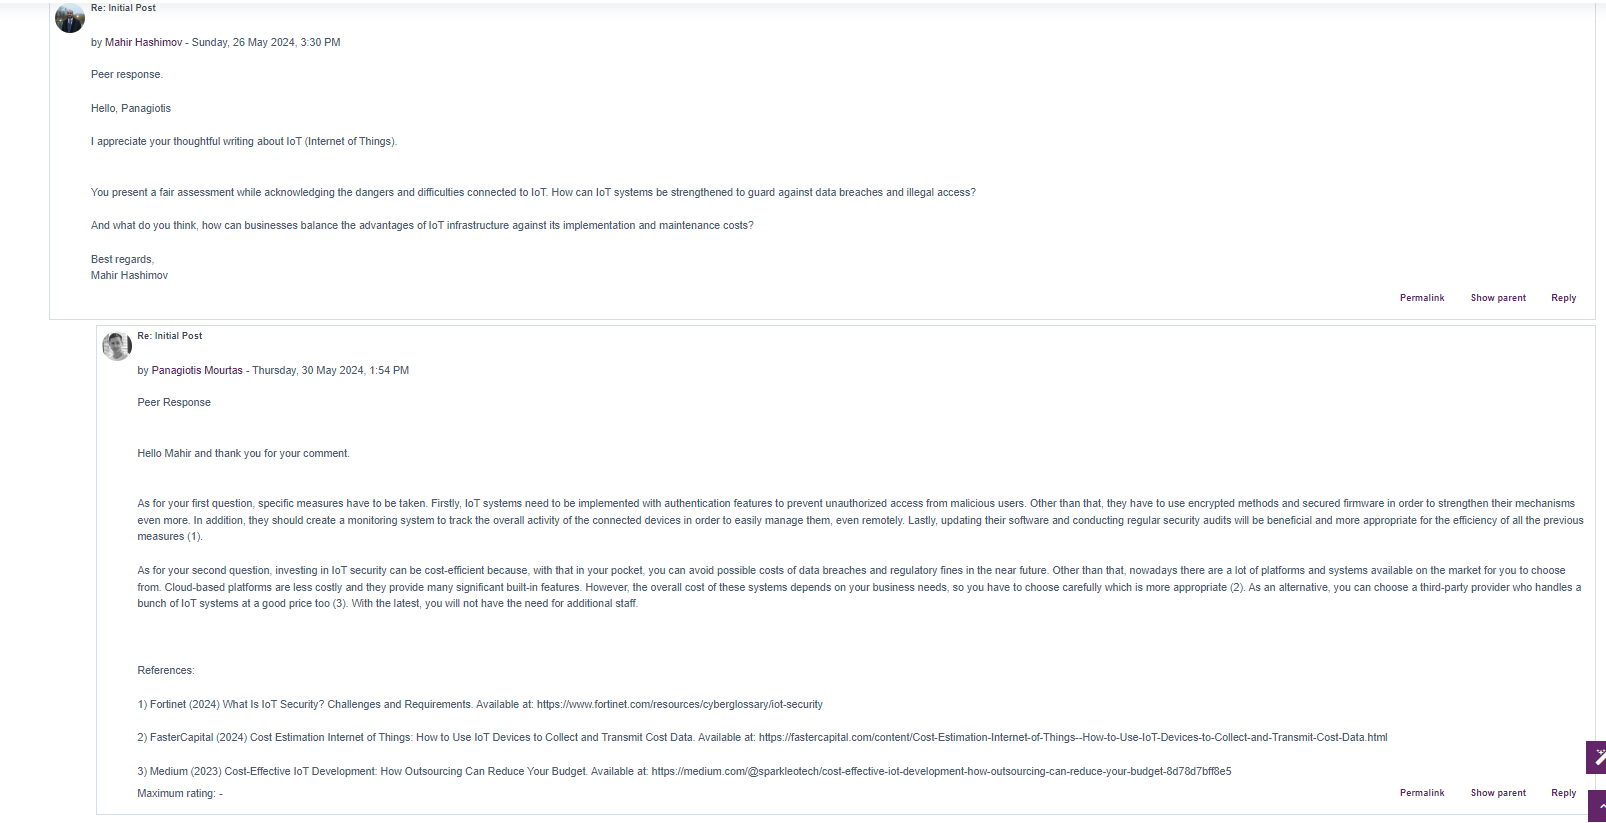 Re: Initial Post
by Mahir Hashimov - Sunday, 26 May 2024, 3:30 PM
Peer response.
Hello, Panagiotis
I appreciate your thoughtful writing about IoT (Internet of Things).
You present a fair assessment while acknowledging the dangers and difficulties connected to IoT. How can IoT systems be strengthened to guard against data breaches and illegal access?
And what do you think, how can businesses balance the advantages of IoT infrastructure against its implementation and maintenance costs?
Best regards,
Mahir Hashimov
Permalink Show parent Reply
Re: Initial Post
by Panagiotis Mourtas - Thursday, 30 May 2024, 1:54 PM
Peer Response
Hello Mahir and thank you for your comment.
As for your first question, specific measures have to be taken. Firstly, IoT systems need to be implemented with authentication features to prevent unauthorized access from malicious users. Other than that, they have to use encrypted methods and secured firmware in order to strengthen their mechanisms
even more. In addition, they should create a monitoring system to track the overall activity of the connected devices in order to easily manage them, even remotely. Lastly, updating their software and conducting regular security audits will be beneficial and more appropriate for the efficiency of all the previous
measures (1).
As for your second question, investing in IoT security can be cost-efficient because, with that in your pocket, you can avoid possible costs of data breaches and regulatory fines in the near future. Other than that, nowadays there are a lot of platforms and systems available on the market for you to choose
from. Cloud-based platforms are less costly and they provide many significant built-in features. However, the overall cost of these systems depends on your business needs, so you have to choose carefully which is more appropriate (2). As an alternative, you can choose a third-party provider who handles a
bunch of IoT systems at a good price too (3). With the latest, you will not have the need for additional staff.
References:
1) Fortinet (2024) What Is IoT Security? Challenges and Requirements. Available at: https://www.fortinet.com/resources/cyberglossary/iot-security
2) FasterCapital (2024) Cost Estimation Internet of Things: How to Use IoT Devices to Collect and Transmit Cost Data. Available at: https://fastercapital.com/content/Cost-Estimation-Internet-of-Things--How-to-Use-IoT-Devices-to-Collect-and-Transmit-Cost-Data.html
3) Medium (2023) Cost-Effective IoT Development: How Outsourcing Can Reduce Your Budget. Available at: https://medium.com/@sparkleotech/cost-effective-iot-development-how-outsourcing-can-reduce-your-budget-8d78d7bff8e5
Maximum rating: -
Permalink Show parent Reply